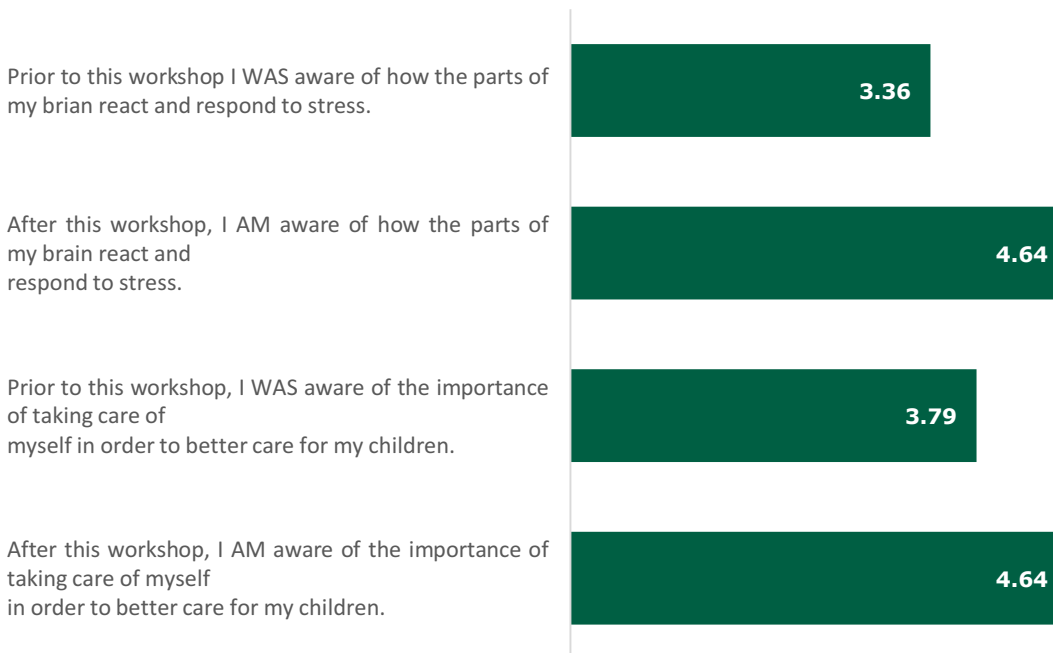 Prior to this workshop I WAS aware of how the parts of
my brian react and respond to stress.
3.36
After this workshop, I AM aware of how the parts of
my brain react and
respond to stress.
4.64
Prior to this workshop, I WAS aware of the importance
of taking care of
myself in order to better care for my children.
3.79
After this workshop, I AM aware of the importance of
taking care of myself
in order to better care for my children.
4.64